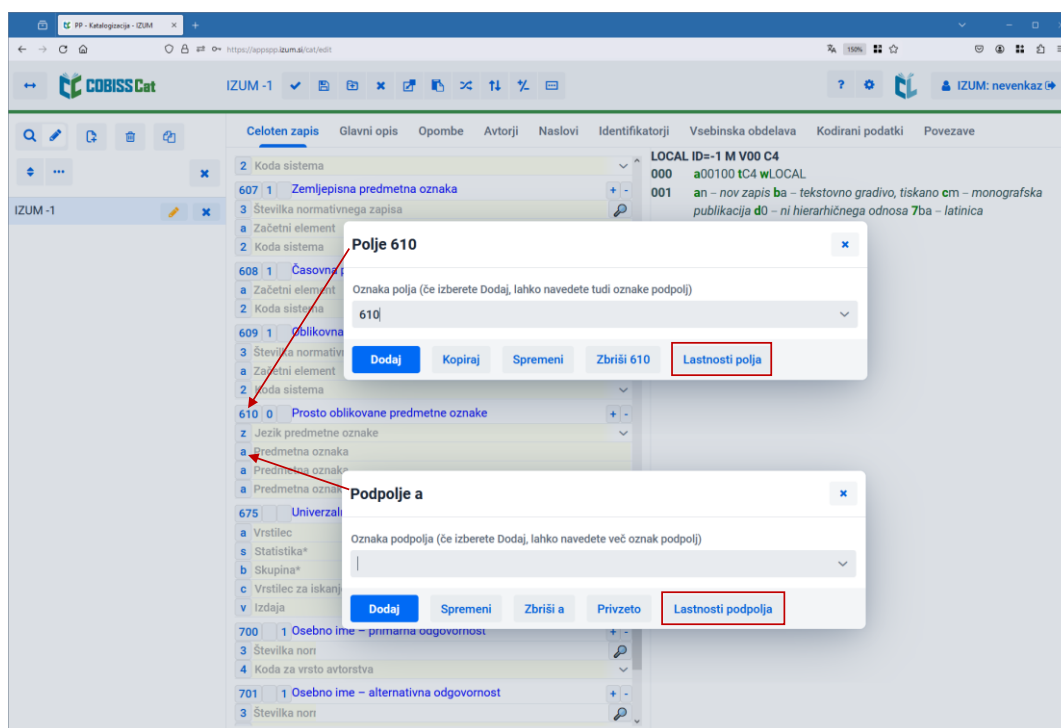 PP - Katalogizacija - IZUM
https://appspp.izum.si/cat/edit
150%
COBISS Cat
IZUM -1
?
IZUM: nevenkaz
Celoten zapis Glavni opis Opombe Avtorji Naslovi Identifikatorji Vsebinska obdelava Kodirani podatki Povezave
IZUM -1
2 Koda sistema
607 1 Zemljepisna predmetna oznaka + -
3 Številka normativnega zapisa
a Začetni element
2 Koda sistema
608 1 Časovna
a Začetni element
2 Koda sistema
609 1 Oblikovna
3 Številka
a Začetni element
2 Koda sistema
610 0 Prosto oblikovane predmetne oznake + -
z Jezik predmetne oznake
a Predmetna oznaka
a Predmetna oznaka
a Predmetna
675
a Vrstilec
s Statistika*
b Skupina*
c Vrstilec za
v Izdaja
700 1 Osebno ime – primarna odgovornost + -
3 Številka
4 Koda za vrsto avtorstva
701 1 Osebno ime – alternativna odgovornost + -
3 Številka
LOCAL ID=-1 M V00 C4
000 a00100 tC4 wLOCAL
001 an – nov zapis ba – tekstovno gradivo, tiskano cm – monografska
publikacija d0 – ni hierarhičnega odnosa 7ba – latinica
Polje 610
Oznaka polja (če izberete Dodaj, lahko navedete tudi oznake podpolj)
610
Dodaj Kopiraj Spremeni Zbriši 610 Lastnosti polja
Podpolje a
Oznaka podpolja (če izberete Dodaj, lahko navedete več oznak podpolj)
Dodaj Spremeni Zbriši a Privzeto Lastnosti podpolja